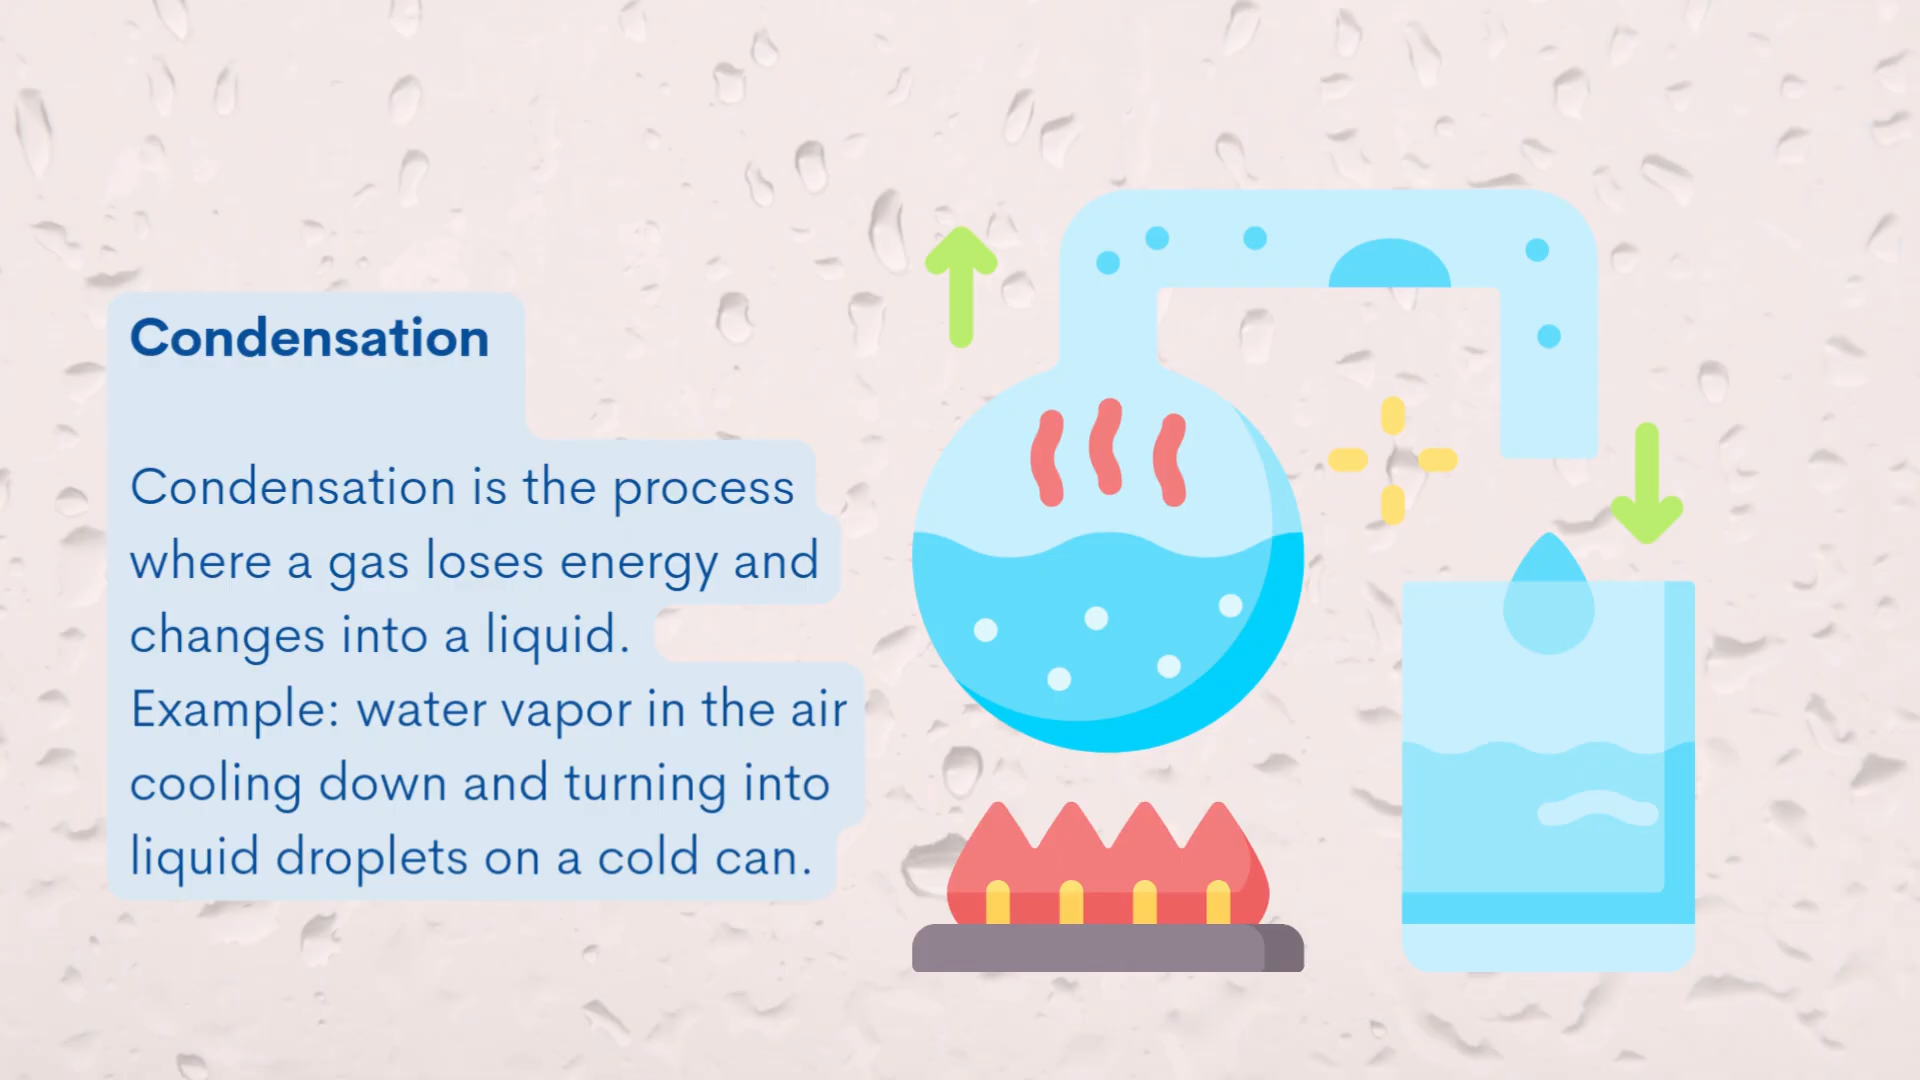 Condensation
Condensation is the process
where a gas loses energy and
changes into a liquid.
Example: water vapor in the air
cooling down and turning into
liquid droplets on a cold can.